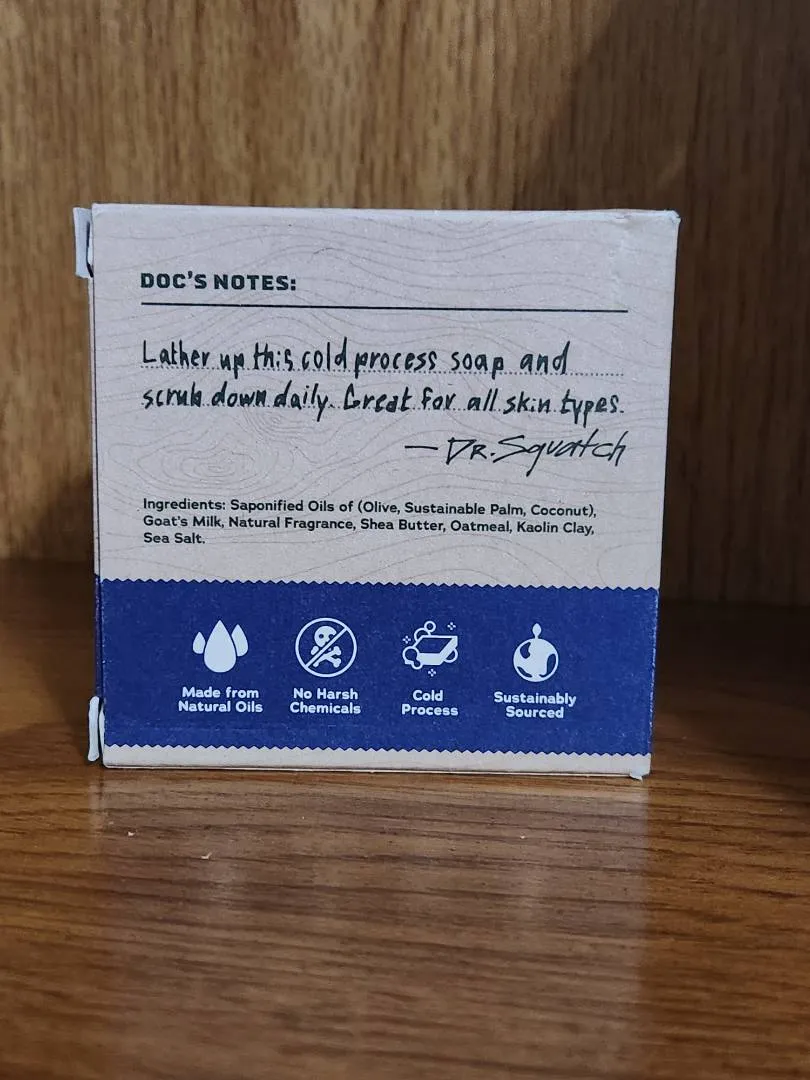 DOC'S NOTES:
Lather up this cold process soap and
scrub down daily. Great for all skin types.
— DR. Squatch
Ingredients: Saponified Oils of (Olive, Sustainable Palm, Coconut),
Goat's Milk, Natural Fragrance, Shea Butter, Oatmeal, Kaolin Clay,
Sea Salt.
Made from
Natural Oils
No Harsh
Chemicals
Cold
Process
Sustainably
Sourced